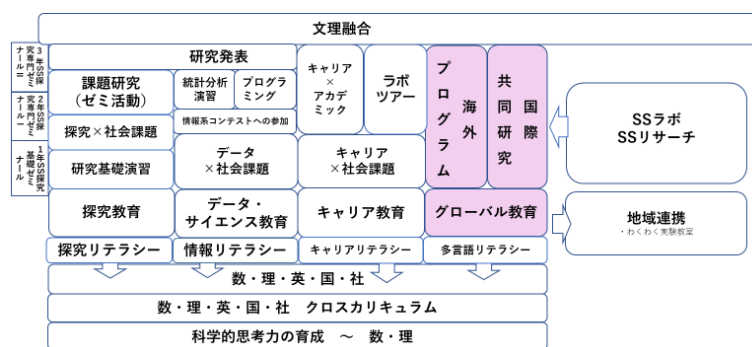 文理融合
3年SS探
究専門ゼミ
ナールⅡ
研究発表
課題研究
（ゼミ活動）
統計分析
演習
プログラ
ミング
キャリア
×
アカデ
ミック
ラボ
ツアー
海外
プログラム
国際
共同研究
2年SS探
究専門ゼミ
ナールⅠ
情報系コンテストへの参加
探究×社会課題
1年SS探究
基礎ゼミ
ナール
研究基礎演習
データ
×社会課題
キャリア
×社会課題
SSラボ
SSリサーチ
探究教育
データ・
サイエンス教育
キャリア教育
グローバル教育
地域連携
・わくわく実験教室
探究リテラシー
情報リテラシー
キャリアリテラシー
多言語リテラシー
数・理・英・国・社
数・理・英・国・社　クロスカリキュラム
科学的思考力の育成　～　数・理